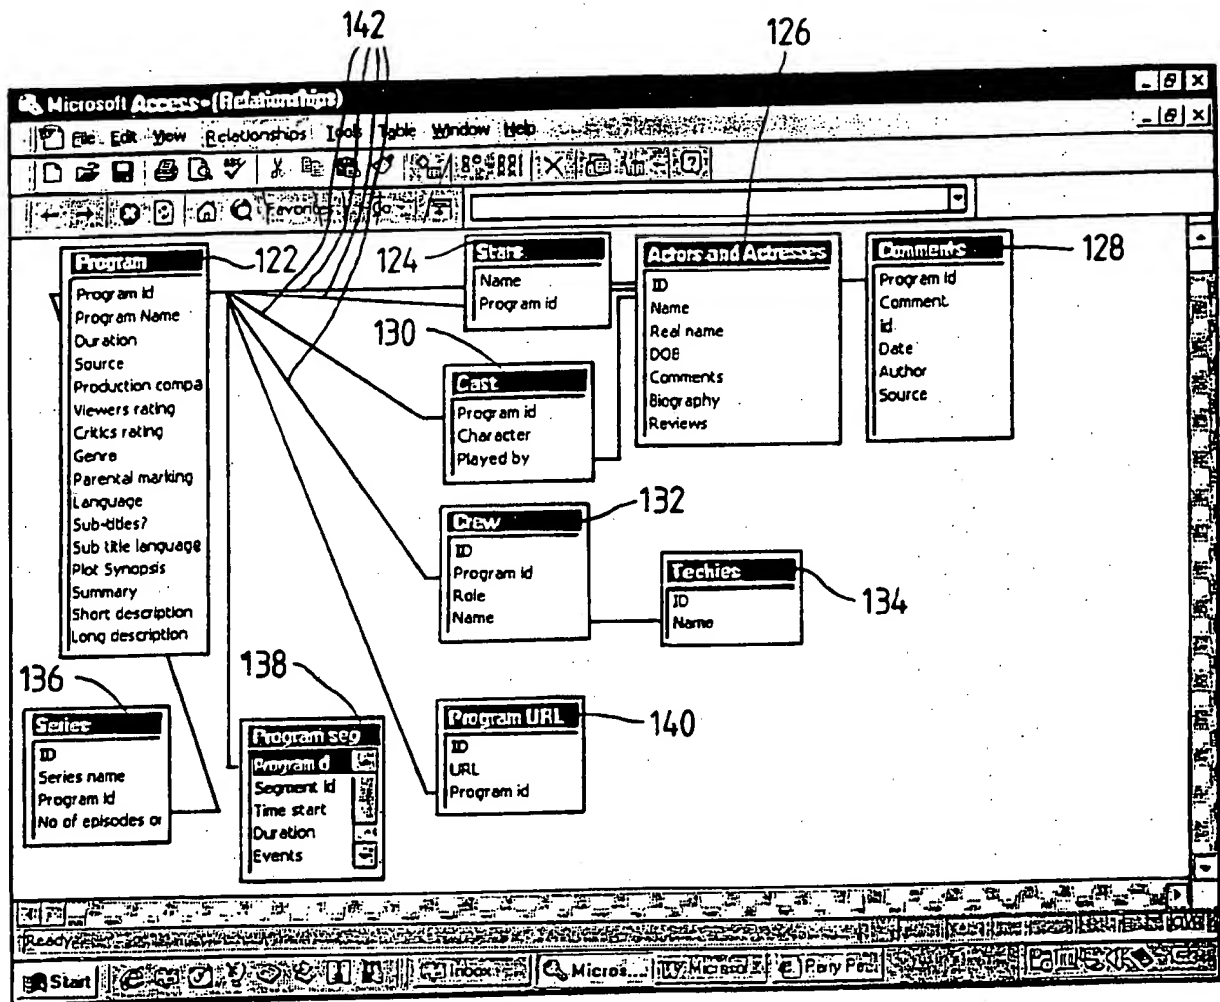 142
126
Microsoft Access - (Relationships)
File Edit View Relationships Tools Table Window Help
Favorites Go
Program
Program id
Program Name
Duration
Source
Production compa
Viewers rating
Critics rating
Genre
Parental marking
Language
Sub-titles?
Sub title language
Plot Synopsis
Summary
Short description
Long description
122
124
Stars
Name
Program id
Actors and Actresses
ID
Name
Real name
DOB
Comments
Biography
Reviews
Comments
Program id
Comment
id
Date
Author
Source
128
130
Cast
Program id
Character
Played by
132
Crew
ID
Program id
Role
Name
Techies
ID
Name
134
136
Series
ID
Series name
Program id
No of episodes or
138
Program seg
Program d
Segment id
Time start
Duration
Events
Program URL
ID
URL
Program id
140
Ready
Start
Inbox
Micros...
Microsof